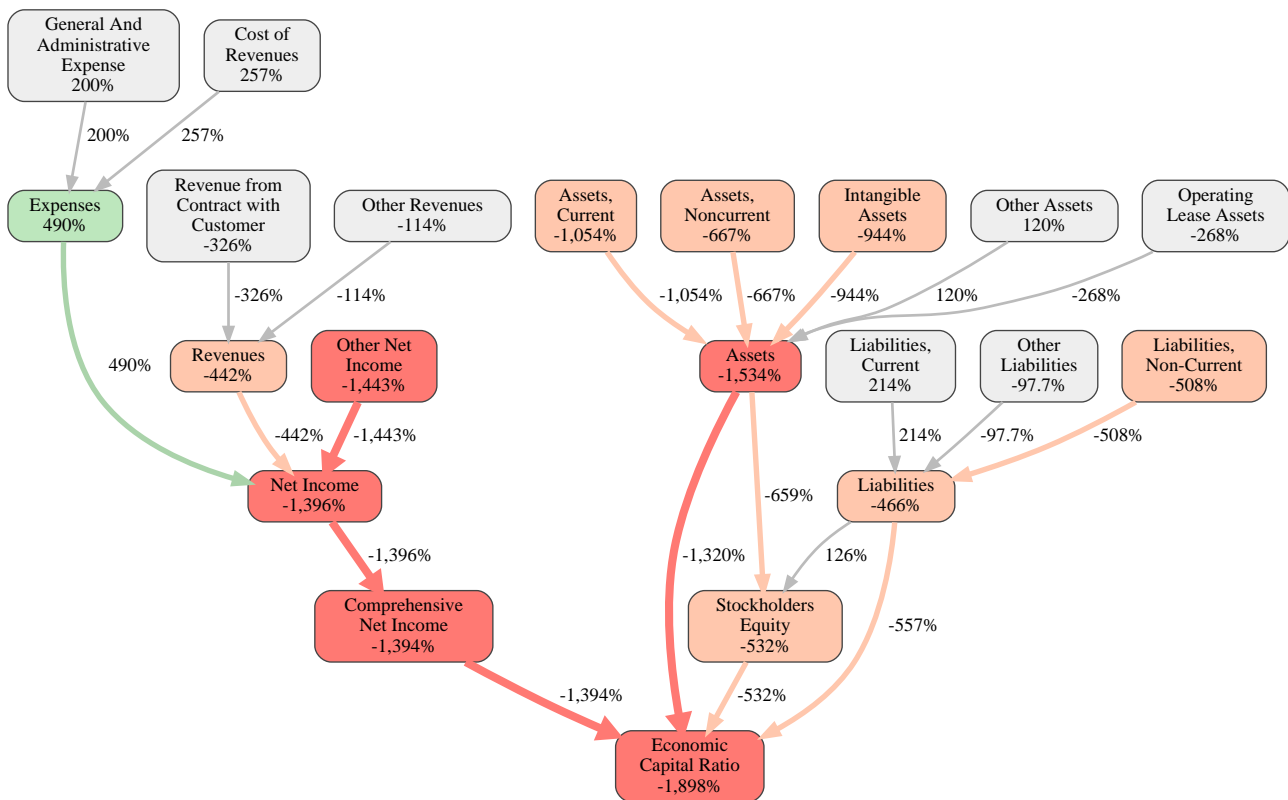 General And
Administrative
Expense
200%
Cost of
Revenues
257%
200%
257%
Expenses
490%
Revenue from
Contract with
Customer
-326%
Other Revenues
-114%
Assets,
Current
-1,054%
Assets,
Noncurrent
-667%
Intangible
Assets
-944%
Other Assets
120%
Operating
Lease Assets
-268%
-326%
-114%
-1,054%
-667%
-944%
120%
-268%
490%
Revenues
-442%
Other Net
Income
-1,443%
Assets
-1,534%
Liabilities,
Current
214%
Other
Liabilities
-97.7%
Liabilities,
Non-Current
-508%
-442%
-1,443%
214%
-97.7%
-508%
Net Income
-1,396%
-659%
Liabilities
-466%
-1,396%
-1,320%
126%
Comprehensive
Net Income
-1,394%
Stockholders
Equity
-532%
-557%
-1,394%
-532%
Economic
Capital Ratio
-1,898%